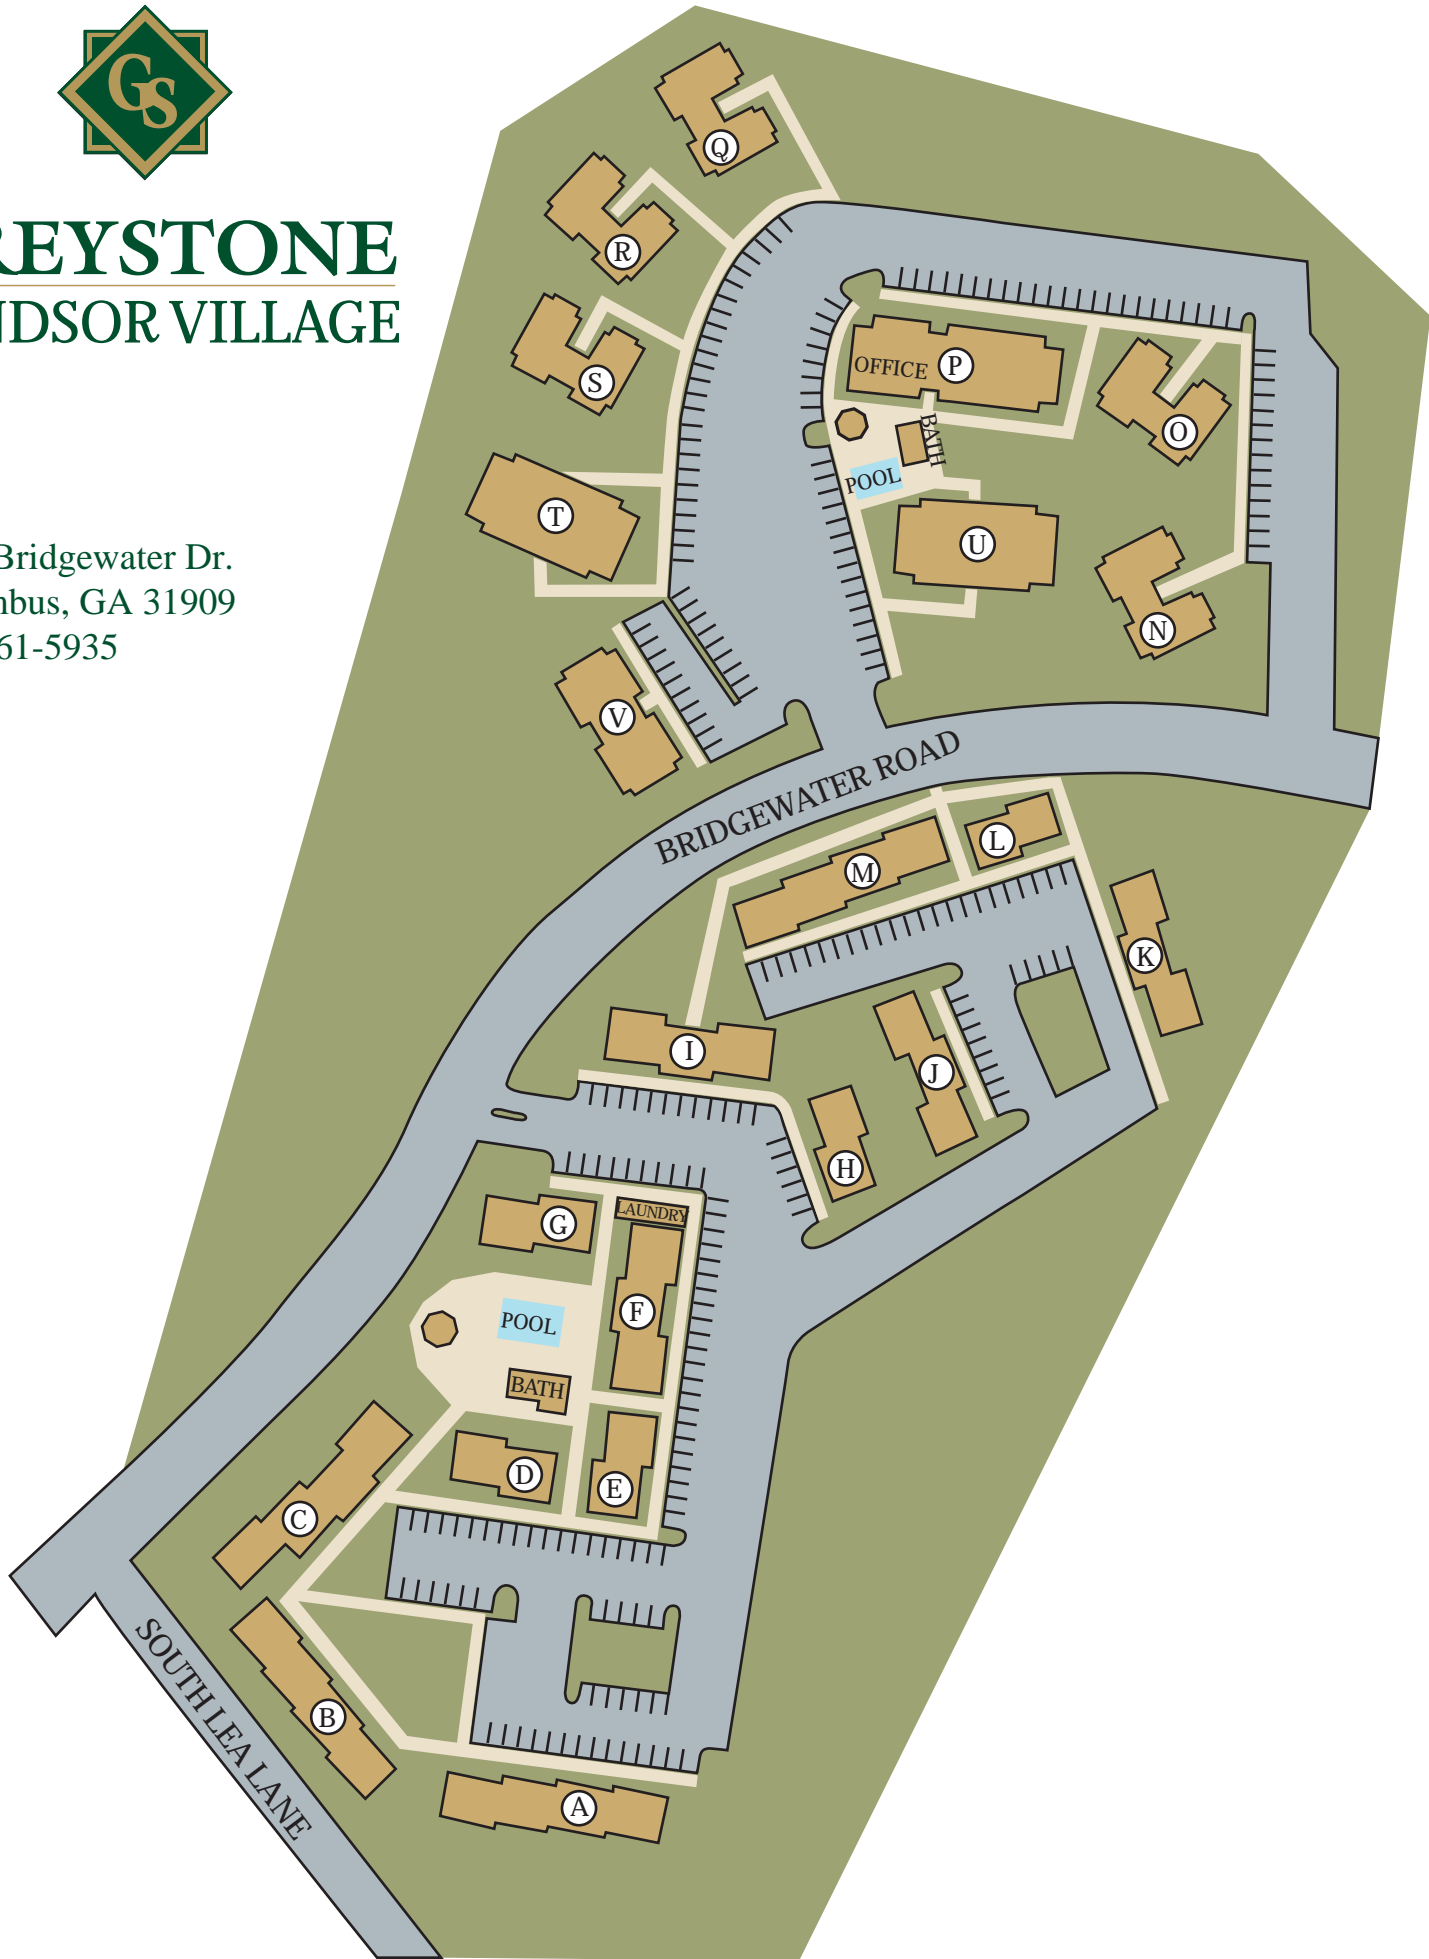 GS
REYSTONE
NDSOR VILLAGE
Bridgewater Dr.
nbus, GA 31909
61-5935
Q
R
S
T
V
OFFICE
P
BATH
POOL
U
O
N
BRIDGEWATER ROAD
M
L
K
I
J
H
G
LAUNDRY
F
POOL
BATH
D
E
C
B
A
SOUTH LEA LANE